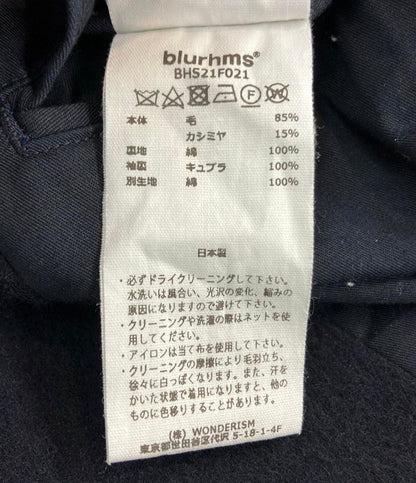 blurhms®
BHS21F021
本体 毛 85%
カシミヤ 15%
裏地 綿 100%
袖裏 キュプラ 100%
別生地 綿 100%
日本製
・必ずドライクリーニングして下さい。
水洗いは風合い、光沢の変化、縮みの
原因になりますので避けて下さい。
・クリーニングや洗濯の際はネットを使
用して下さい。
・アイロンは当て布を使用して下さい。
・クリーニングの摩擦により毛羽立ち、
徐々に白っぽくなります。また、汗を
かいた状態で着用になりますと、他の
ものに色移りする場合があります。
(株) WONDERISM
東京都世田谷区代沢 5-18-1-4F